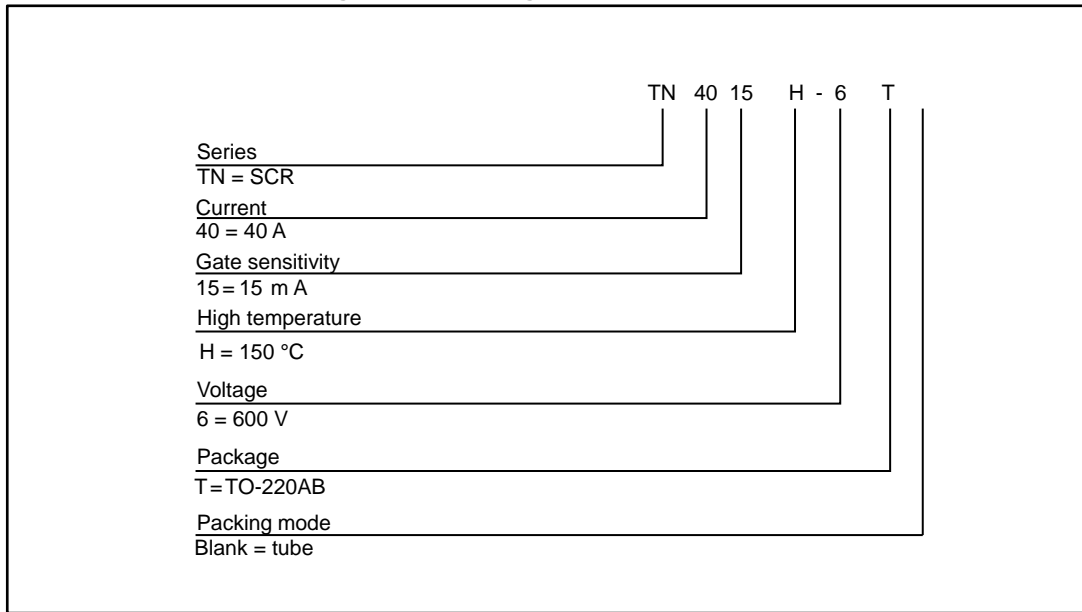 TN 40 15 H - 6 T
Series
TN = SCR
Current
40 = 40 A
Gate sensitivity
15 = 15 m A
High temperature
H = 150 °C
Voltage
6 = 600 V
Package
T = TO-220AB
Packing mode
Blank = tube